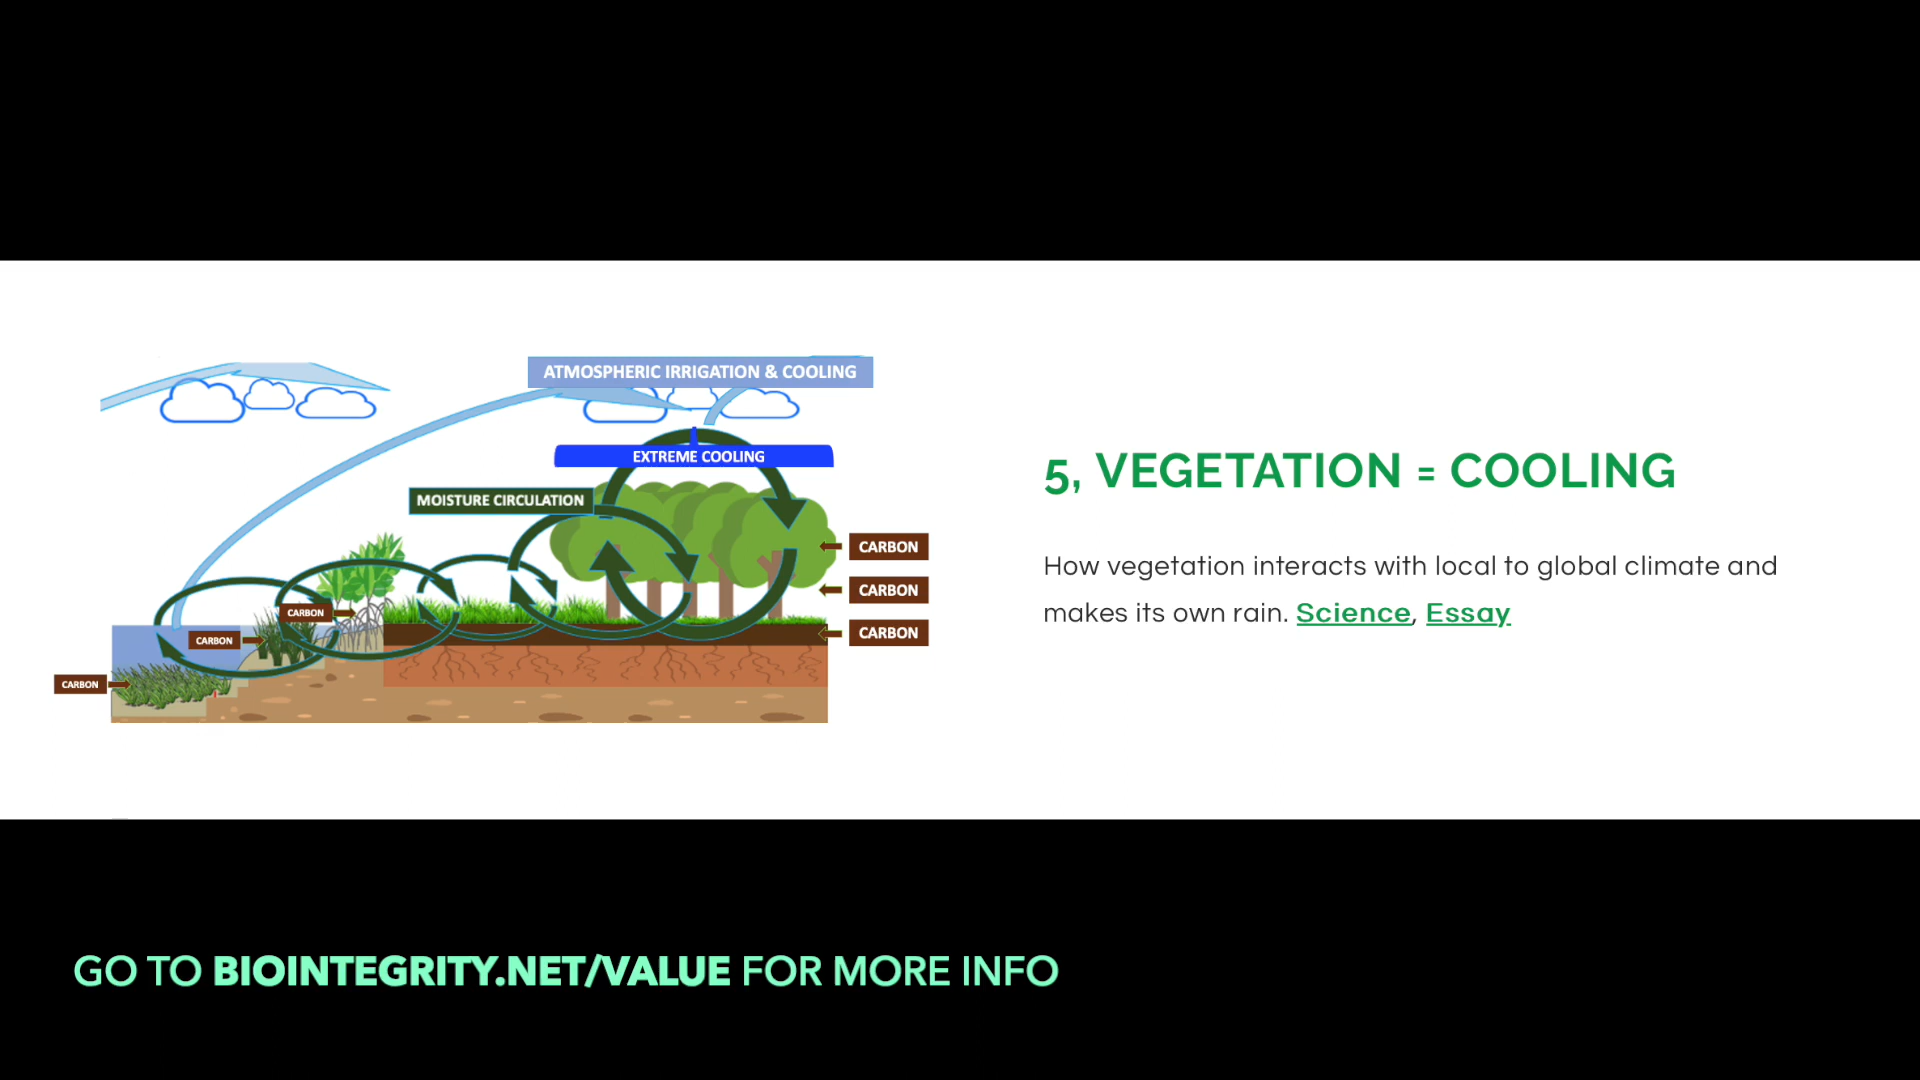 ATMOSPHERIC IRRIGATION & COOLING
EXTREME COOLING
MOISTURE CIRCULATION
CARBON
CARBON
CARBON
CARBON
CARBON
CARBON
5, VEGETATION = COOLING
How vegetation interacts with local to global climate and
makes its own rain. Science, Essay
GO TO BIOINTEGRITY.NET/VALUE FOR MORE INFO